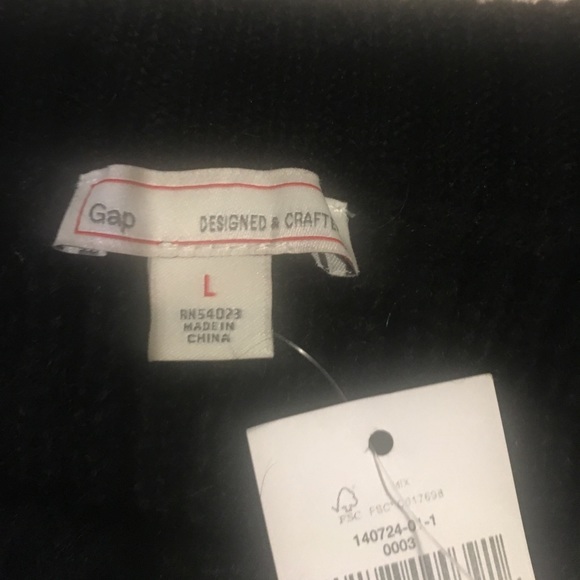 Gap DESIGNED & CRAFTE
L
RN54023
MADE IN
CHINA
MIX
FSC
140724-01-1
0003